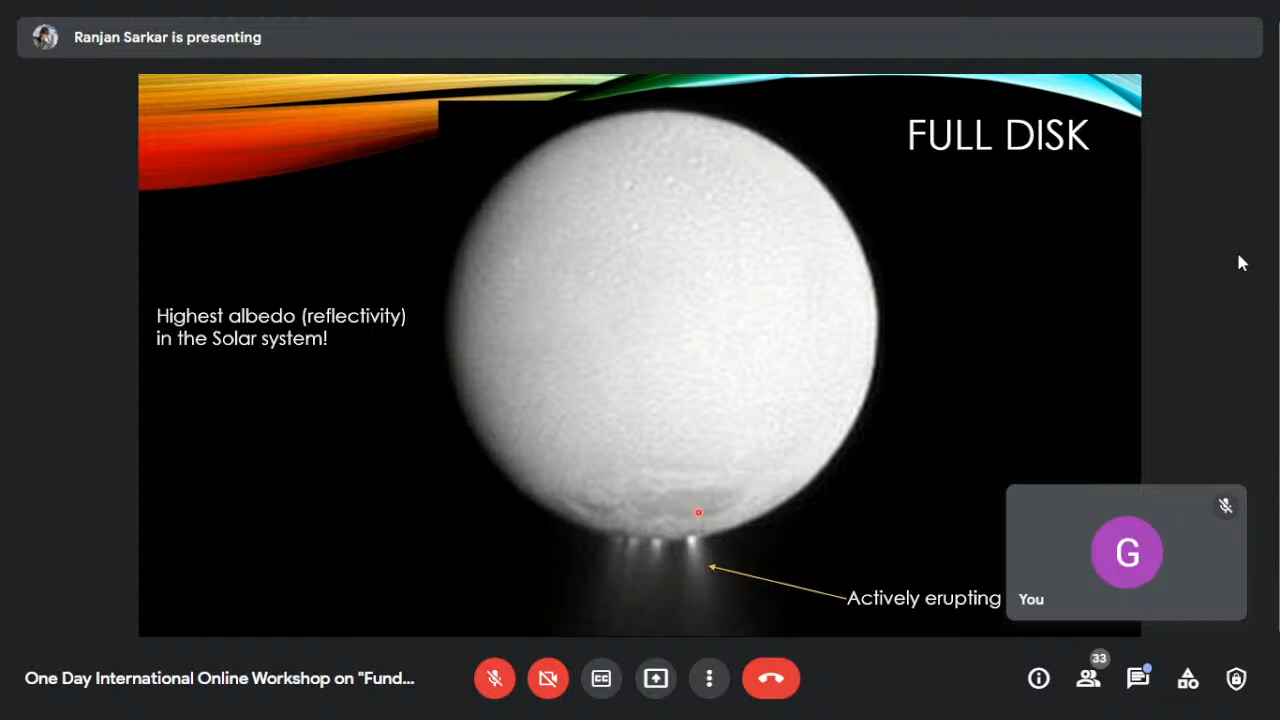 Ranjan Sarkar is presenting
FULL DISK
Highest albedo (reflectivity)
in the Solar system!
Actively erupting
G
You
One Day International Online Workshop on "Fund...
CC
33